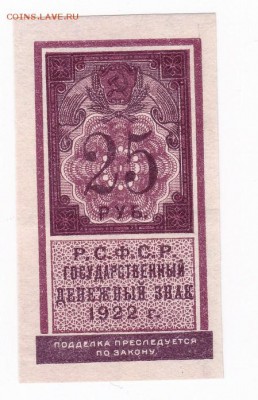 COINS.LAVE.RU
25
РУБ.
Р.С.Ф.С.Р.
ГОСУДАРСТВЕННЫЙ
ДЕНЕЖНЫЙ ЗНАК
1922 г.
ПОДДЕЛКА ПРЕСЛЕДУЕТСЯ
ПО ЗАКОНУ.